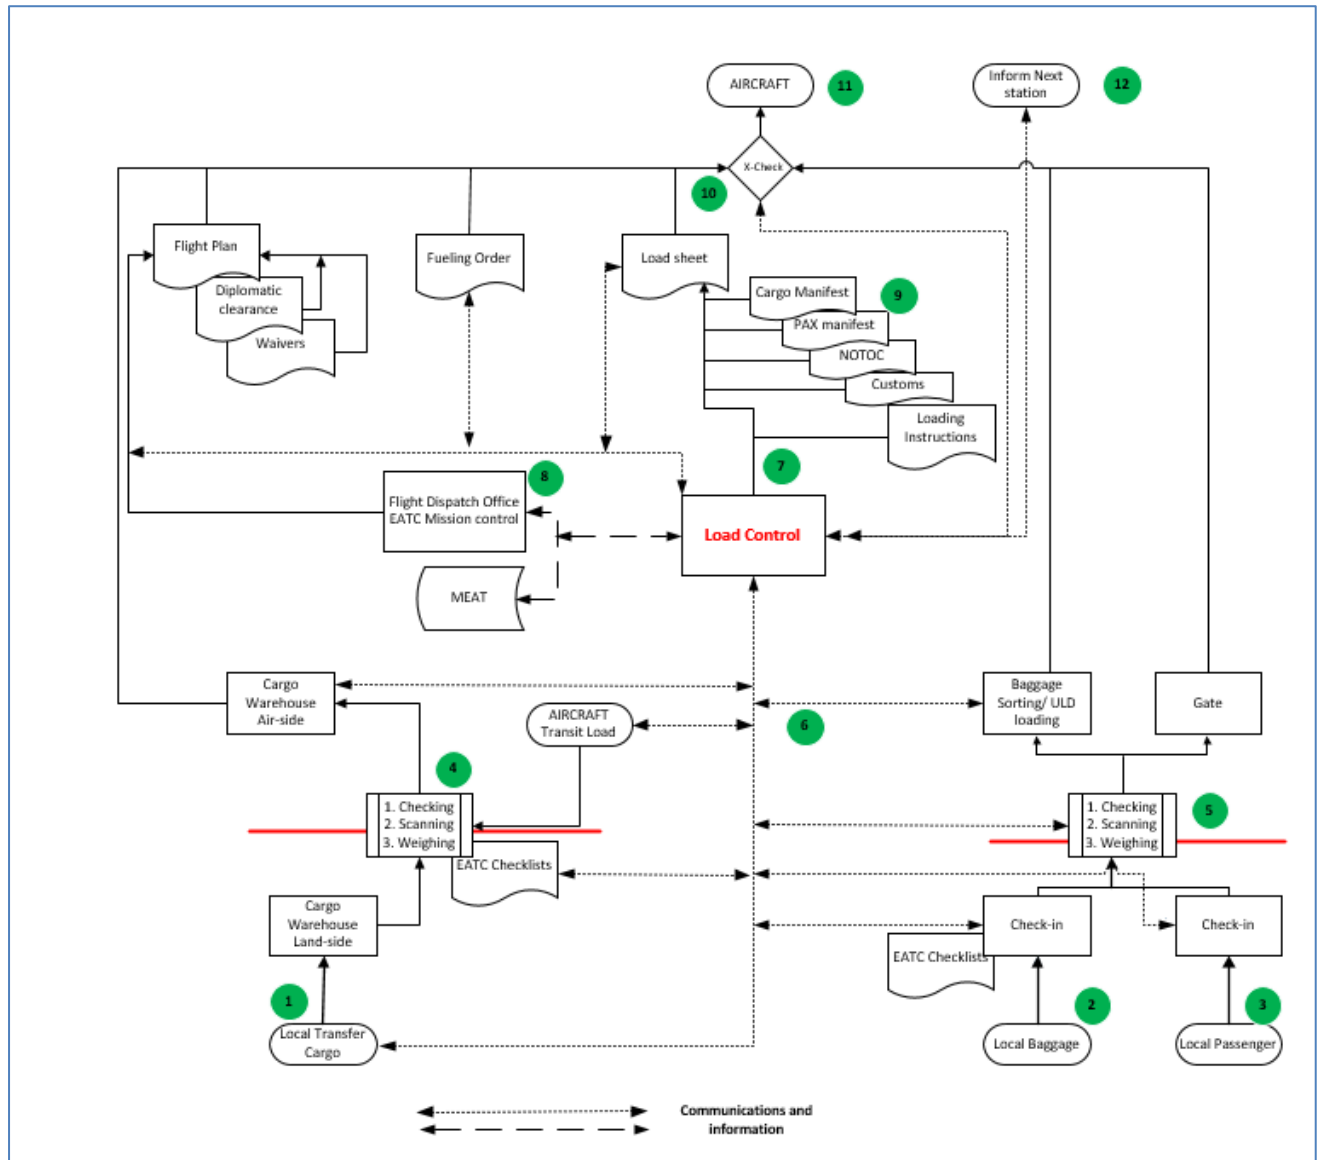 AIRCRAFT
11
Inform Next
station
12
X-Check
10
Flight Plan
Diplomatic
clearance
Waivers
Fueling Order
Load sheet
Cargo Manifest
9
PAX manifest
NOTOC
Customs
Loading
Instructions
7
8
Flight Dispatch Office
EATC Mission control
Load Control
MEAT
Cargo
Warehouse
Air-side
AIRCRAFT
Transit Load
6
Baggage
Sorting/ ULD
loading
Gate
4
1. Checking
2. Scanning
3. Weighing
EATC Checklists
5
1. Checking
2. Scanning
3. Weighing
Cargo
Warehouse
Land-side
Check-in
Check-in
EATC Checklists
1
Local Transfer
Cargo
2
Local Baggage
3
Local Passenger
Communications and
information